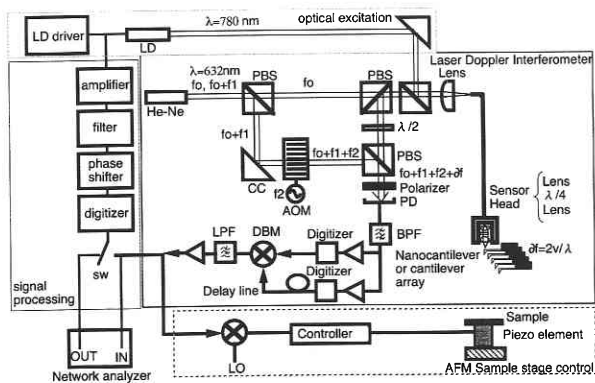 LD driver
λ=780 nm
LD
optical excitation
Laser Doppler Interferometer
Lens
amplifier
filter
phase
shifter
digitizer
sw
signal
processing
OUT IN
Network analyzer
λ=632nm
fo, fo+f1
He-Ne
PBS
fo
PBS
λ/2
fo+f1
CC
f2
AOM
fo+f1+f2
PBS
fo+f1+f2+∂f
Polarizer
PD
BPF
Sensor
Head
Lens
λ/4
Lens
∂f=2v/λ
Nanocantilever
or cantilever
array
LPF
DBM
Digitizer
Digitizer
Delay line
LO
Controller
Sample
Piezo element
AFM Sample stage control